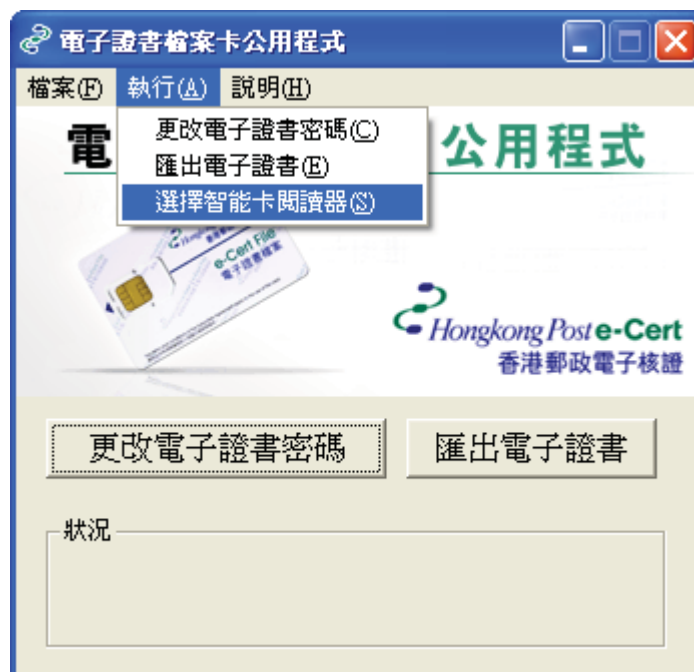 電子證書檔案卡公用程式
檔案(F) 執行(A) 說明(H)
電 公用程式
更改電子證書密碼(C)
匯出電子證書(E)
選擇智能卡閱讀器(S)
e-Cert File
電子證書檔案
Hongkong Post e-Cert
香港郵政電子核證
更改電子證書密碼 匯出電子證書
狀況